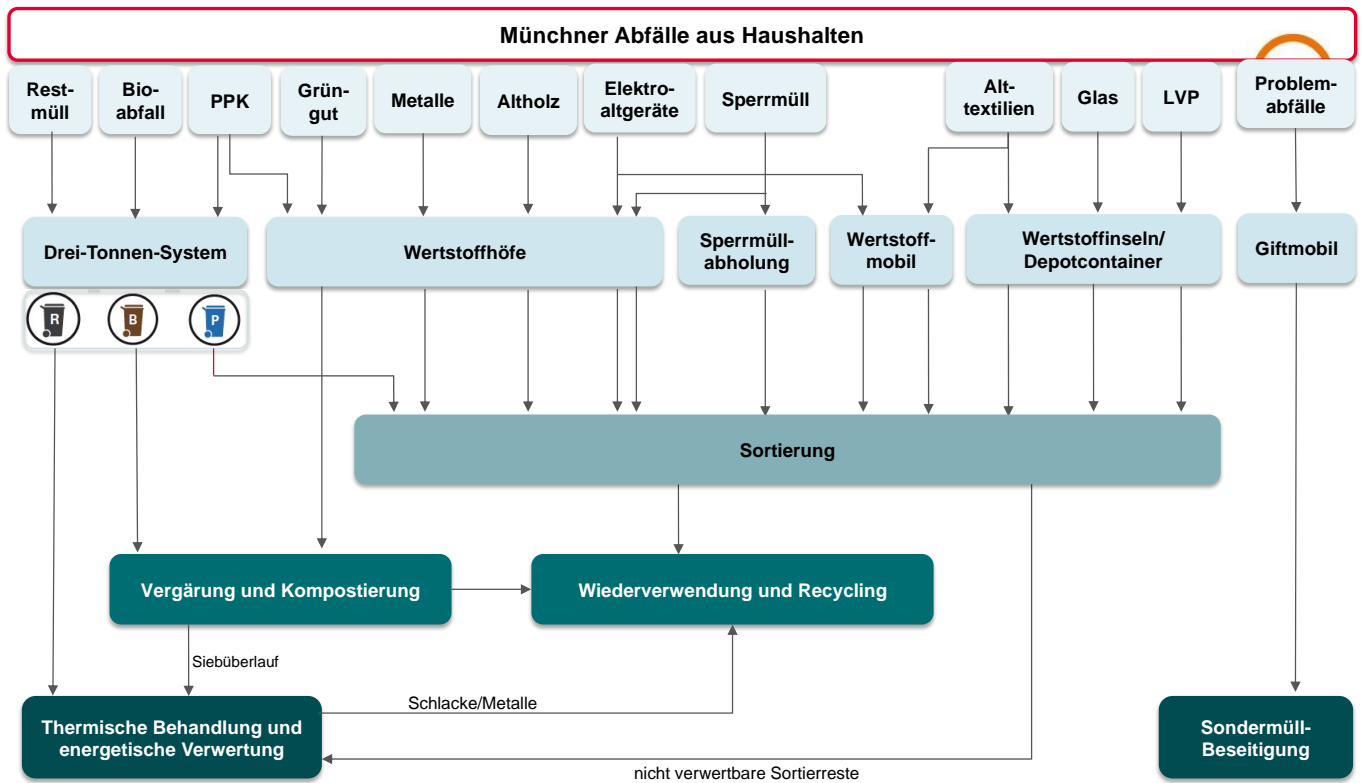 Münchner Abfälle aus Haushalten
Rest-
müll
Bio-
abfall
PPK
Grün-
gut
Metalle
Altholz
Elektro-
altgeräte
Sperrmüll
Alt-
textilien
Glas
LVP
Problem-
abfälle
Drei-Tonnen-System
Wertstoffhöfe
Sperrmüll-
abholung
Wertstoff-
mobil
Wertstoffinseln/
Depotcontainer
Giftmobil
R
B
P
Sortierung
Vergärung und Kompostierung
Wiederverwendung und Recycling
Siebüberlauf
Schlacke/Metalle
Thermische Behandlung und
energetische Verwertung
Sondermüll-
Beseitigung
nicht verwertbare Sortierreste